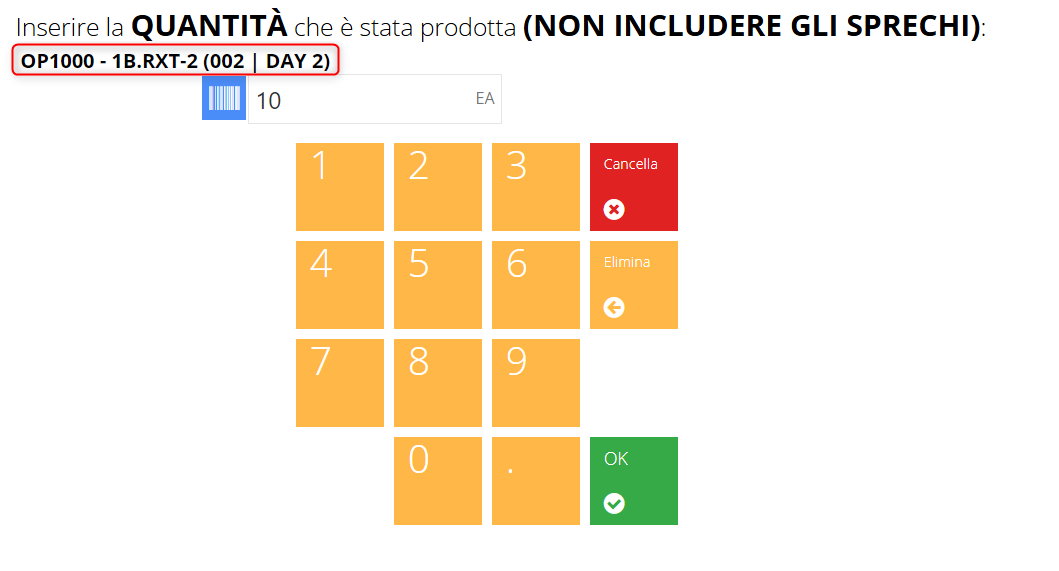 Inserire la QUANTITÀ che è stata prodotta (NON INCLUDERE GLI SPRECHI):
OP1000 - 1B.RXT-2 (002 | DAY 2)
10 EA
1 2 3 Cancella
4 5 6 Elimina
7 8 9
0 . OK